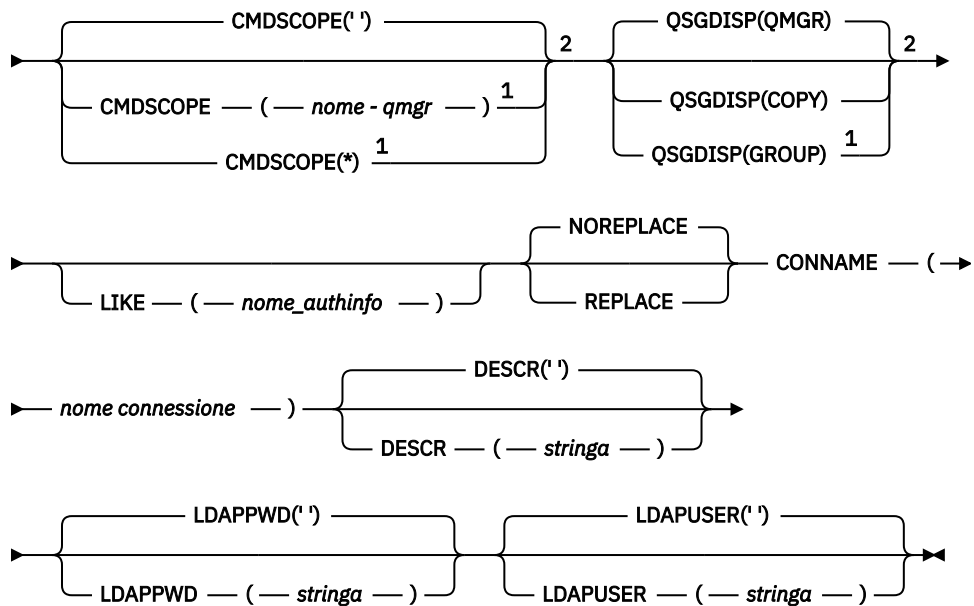 CMDSCOPE(' ') QSGDISP(QMGR)
2 2
CMDSCOPE ( nome - qmgr ) 1 QSGDISP(COPY)
CMDSCOPE(*) 1 QSGDISP(GROUP) 1
NOREPLACE
CONNAME (
LIKE ( nome_authinfo ) REPLACE
DESCR(' ')
nome connessione )
DESCR ( stringa )
LDAPPWD(' ') LDAPUSER(' ')
LDAPPWD ( stringa ) LDAPUSER ( stringa )